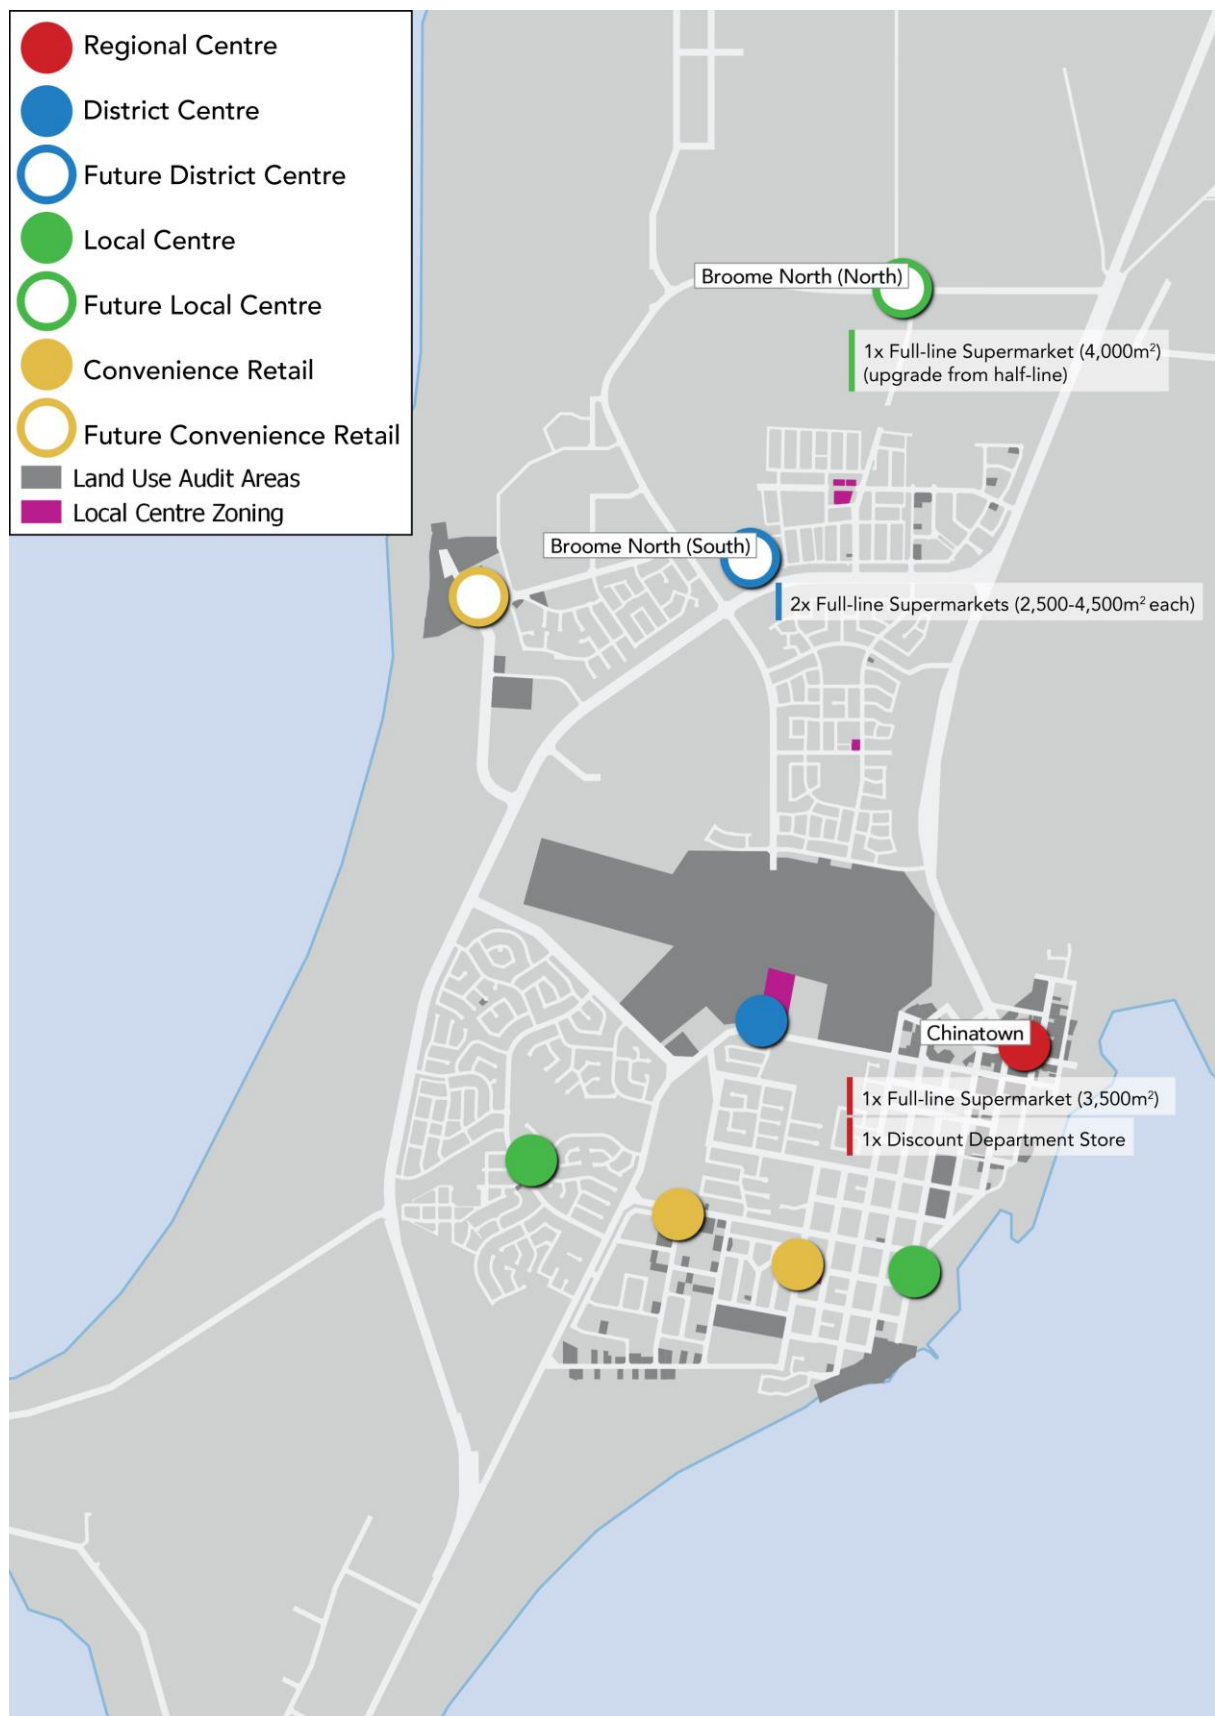 Regional Centre
District Centre
Future District Centre
Local Centre
Future Local Centre
Convenience Retail
Future Convenience Retail
Land Use Audit Areas
Local Centre Zoning
Broome North (North)
1x Full-line Supermarket (4,000m²)
(upgrade from half-line)
Broome North (South)
2x Full-line Supermarkets (2,500-4,500m² each)
Chinatown
1x Full-line Supermarket (3,500m²)
1x Discount Department Store